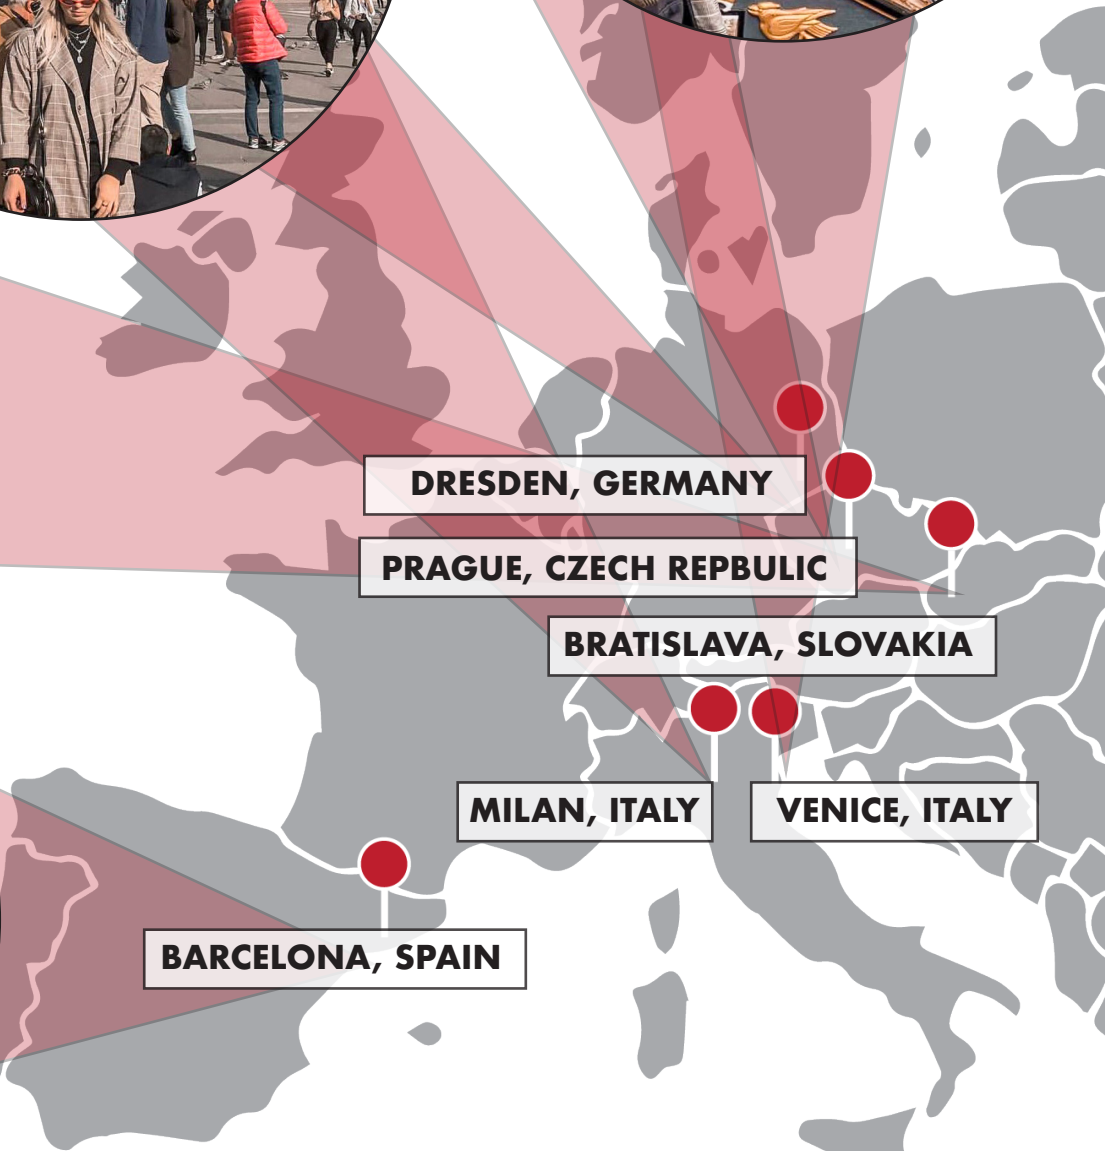 DRESDEN, GERMANY
PRAGUE, CZECH REPBULIC
BRATISLAVA, SLOVAKIA
MILAN, ITALY
VENICE, ITALY
BARCELONA, SPAIN